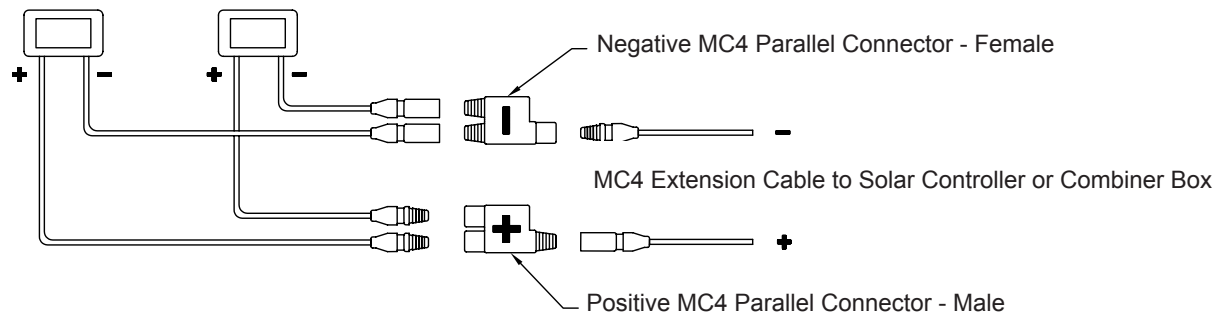 Negative MC4 Parallel Connector - Female
+ - + -
-
-
MC4 Extension Cable to Solar Controller or Combiner Box
+
+
Positive MC4 Parallel Connector - Male